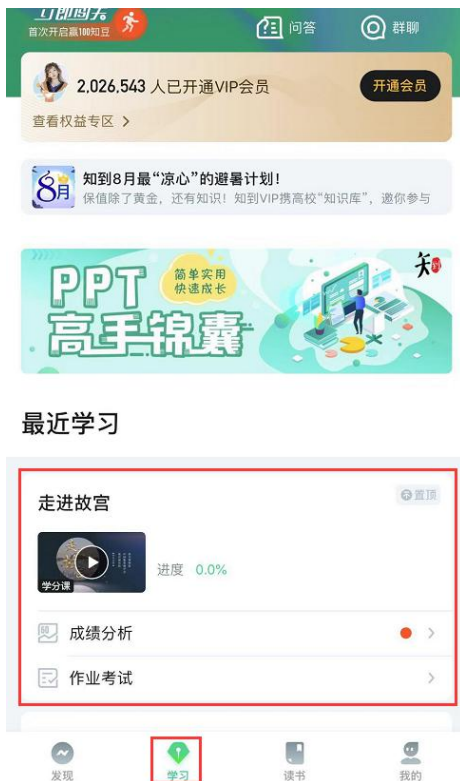 首次开启赢100知豆
问答
群聊
2,026,543 人已开通VIP会员
开通会员
查看权益专区
8月
知到8月最“凉心”的避暑计划!
保值除了黄金，还有知识！知到VIP携高校“知识库”，邀你参与
PPT
高手锦囊
简单实用
快速成长
知
最近学习
走进故宫
置顶
学分课
进度 0.0%
60
成绩分析
作业考试
发现
学习
读书
我的